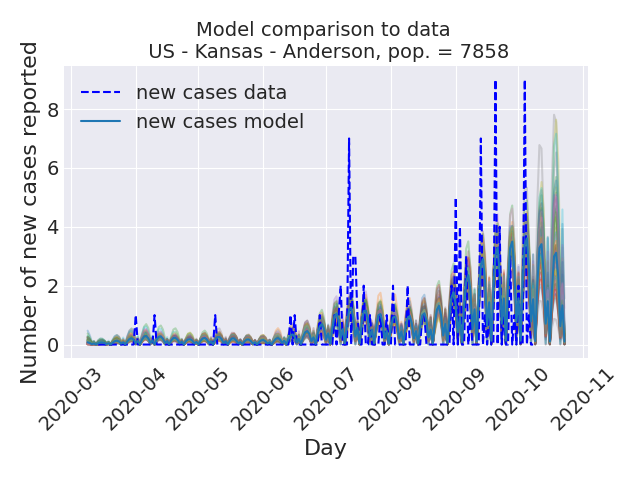 Model comparison to data
US - Kansas - Anderson, pop. = 7858
Number of new cases reported
new cases data
new cases model
8
6
4
2
0
2020-03
2020-04
2020-05
2020-06
2020-07
2020-08
2020-09
2020-10
2020-11
Day